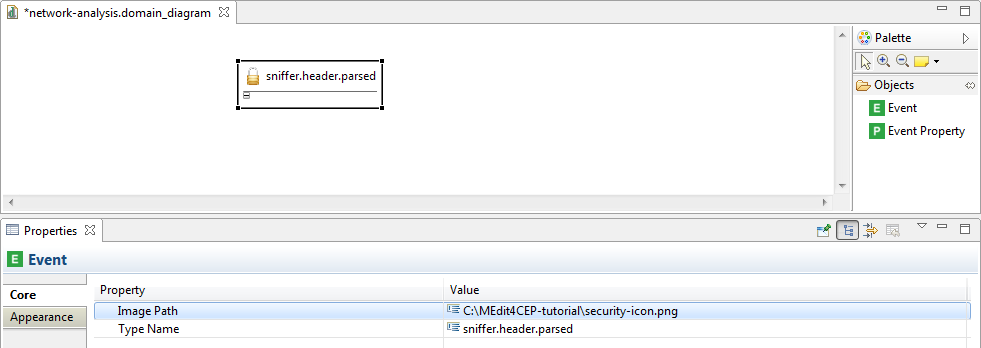 *network-analysis.domain_diagram
Palette
sniffer.header.parsed
Objects
E Event
P Event Property
Properties
E Event
Core
Appearance
Property Value
Image Path C:\MEdit4CEP-tutorial\security-icon.png
Type Name sniffer.header.parsed